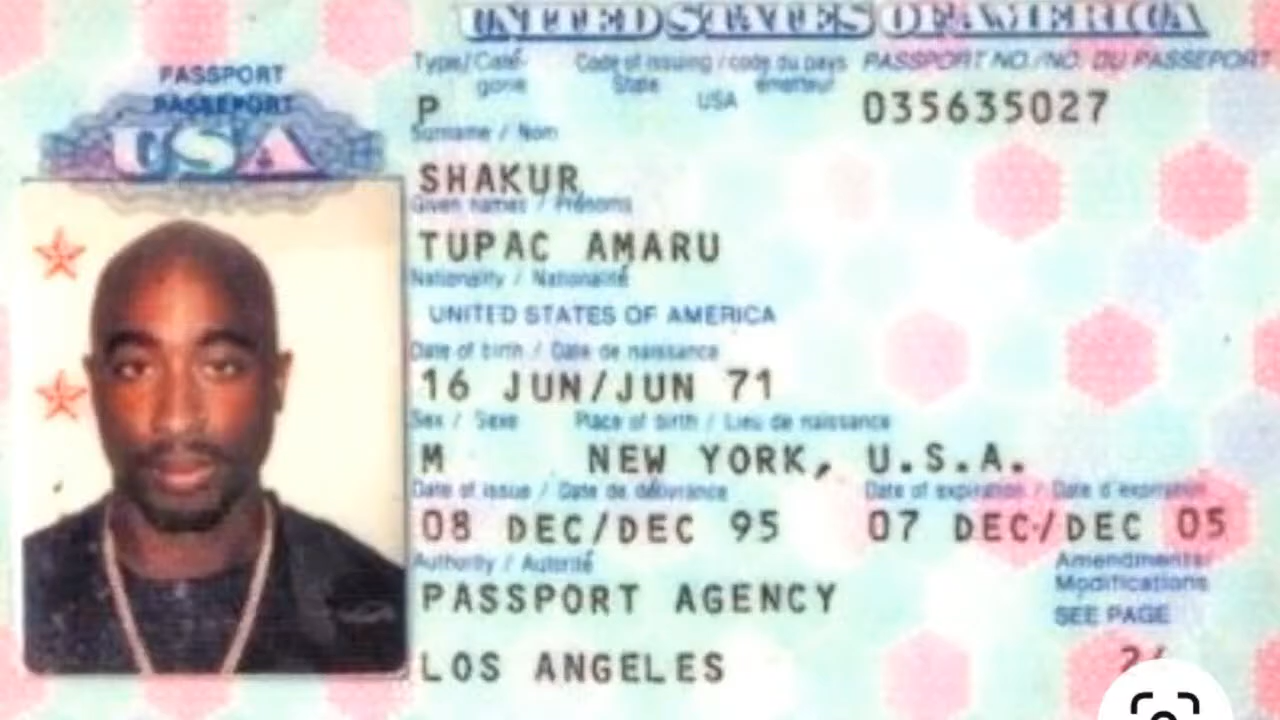 UNITED STATES OF AMERICA
PASSPORT
PASSEPORT
USA
Type/Caté-
gorie
Code of issuing / code du pays
State émetteur
PASSPORT NO./NO. DU PASSEPORT
P
USA
035635027
Surname / Nom
SHAKUR
Given names / Prénoms
TUPAC AMARU
Nationality / Nationalité
UNITED STATES OF AMERICA
Date of birth / Date de naissance
16 JUN/JUN 71
Sex / Sexe Place of birth / Lieu de naissance
M NEW YORK, U.S.A.
Date of issue / Date de délivrance Date of expiration / Date d'expiration
08 DEC/DEC 95 07 DEC/DEC 05
Authority / Autorité
PASSPORT AGENCY
LOS ANGELES
Amendments/
Modifications
SEE PAGE